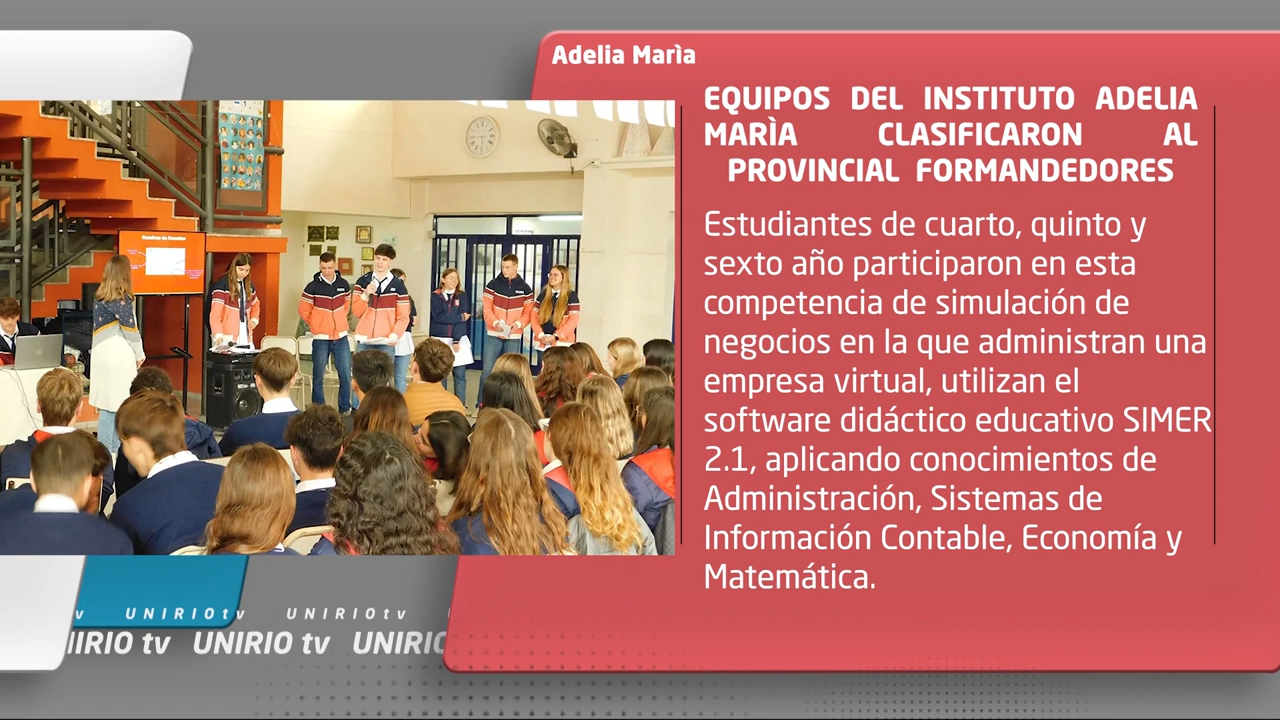 Adelia Marìa
EQUIPOS DEL INSTITUTO ADELIA
MARÌA CLASIFICARON AL
PROVINCIAL FORMANDEDORES
Estudiantes de cuarto, quinto y
sexto año participaron en esta
competencia de simulación de
negocios en la que administran una
empresa virtual, utilizan el
software didáctico educativo SIMER
2.1, aplicando conocimientos de
Administración, Sistemas de
Información Contable, Economía y
Matemática.
v UNIRIOtv UNIRIOtv
IRIO tv UNIRIO tv UNIRIO